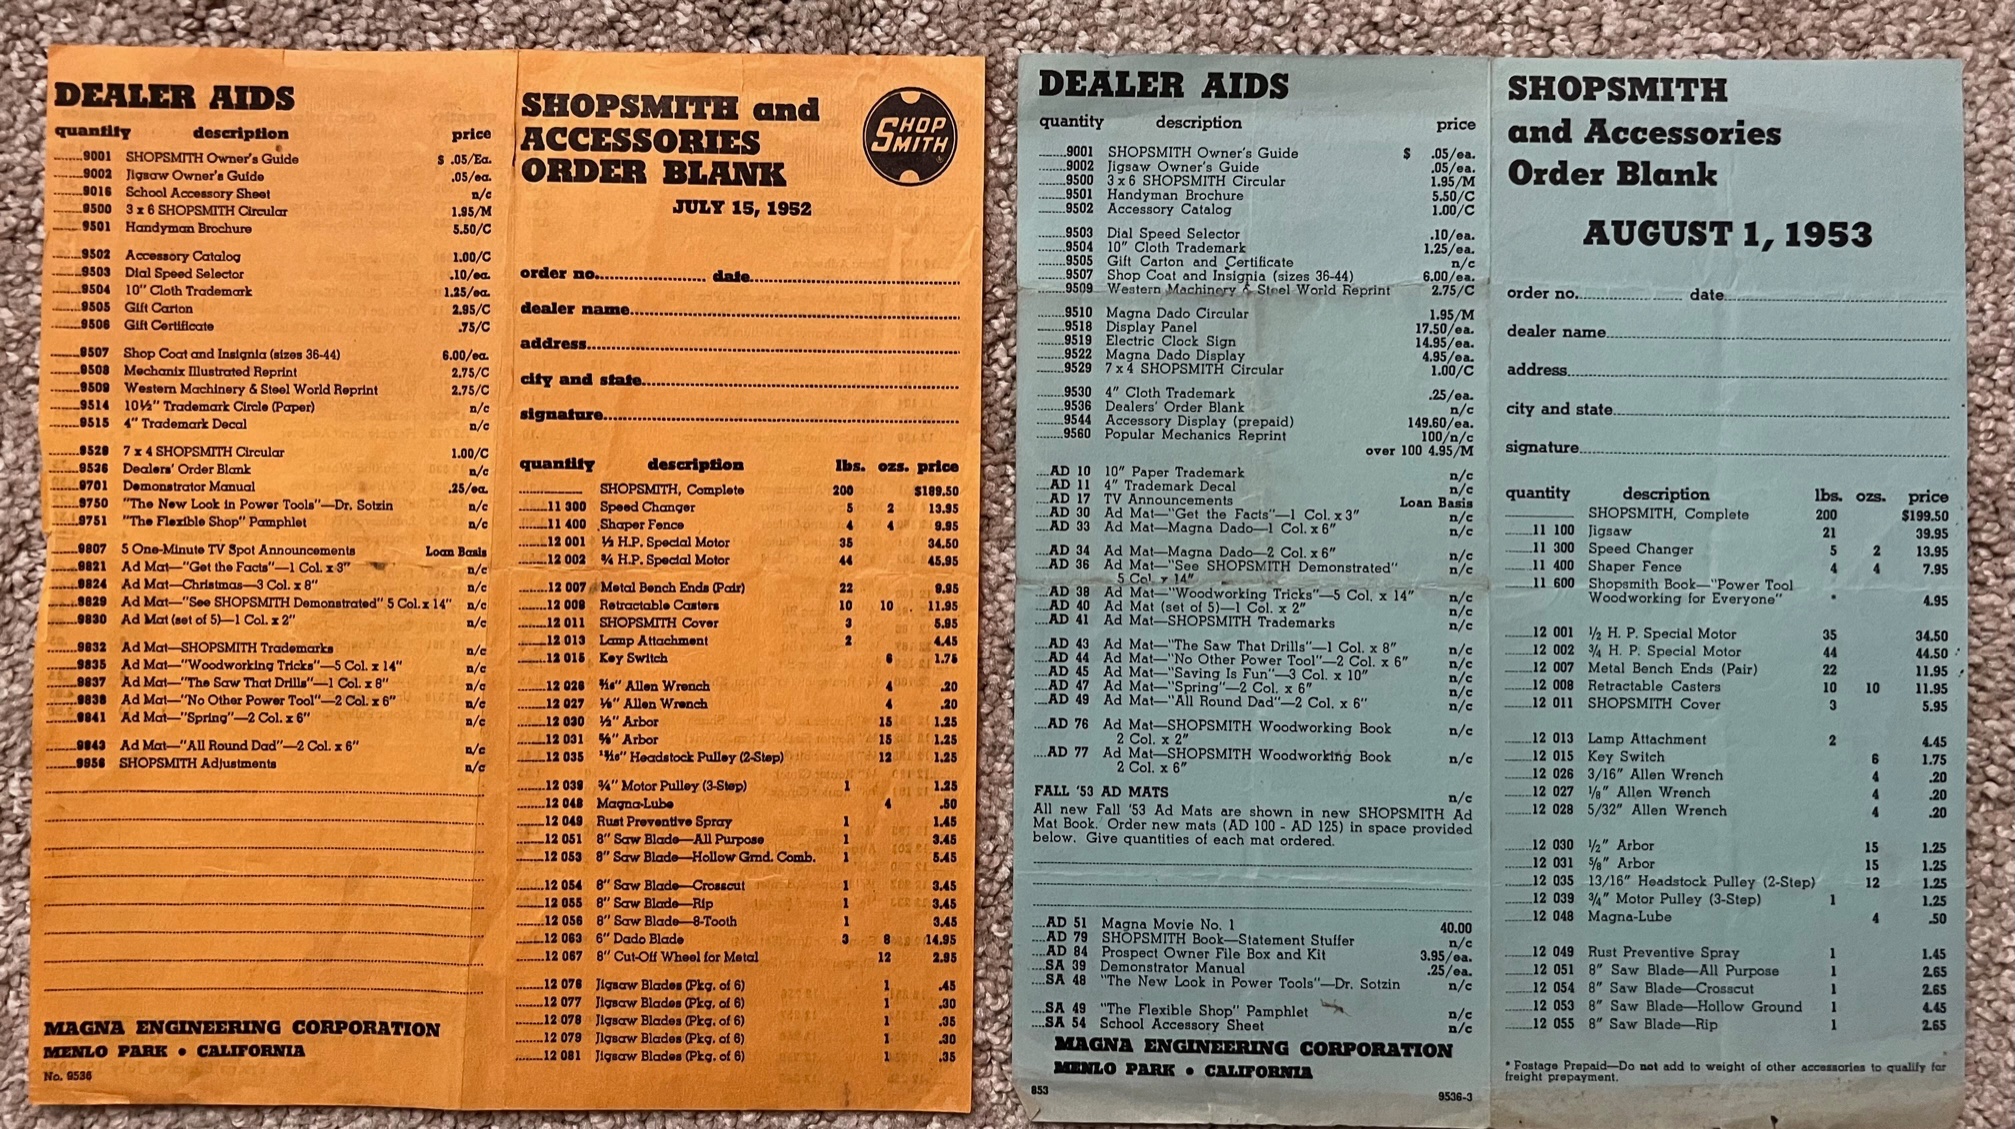 DEALER AIDS
quantity description price
........9001 SHOPSMITH Owner's Guide $ .05/Ea.
........9002 Jigsaw Owner's Guide .05/ea.
........9016 School Accessory Sheet n/c
........9500 3 x 6 SHOPSMITH Circular 1.95/M
........9501 Handyman Brochure 5.50/C
........9502 Accessory Catalog 1.00/C
........9503 Dial Speed Selector .10/ea.
........9504 10" Cloth Trademark 1.25/ea.
........9505 Gift Carton 2.95/C
........9506 Gift Certificate .75/C
........9507 Shop Coat and Insignia (sizes 36-44) 6.00/ea.
........9508 Mechanix Illustrated Reprint 2.75/C
........9509 Western Machinery & Steel World Reprint 2.75/C
........9514 10½" Trademark Circle (Paper) n/c
........9515 4" Trademark Decal n/c
........9529 7 x 4 SHOPSMITH Circular 1.00/C
........9536 Dealers' Order Blank n/c
........9701 Demonstrator Manual .25/ea.
........9750 "The New Look in Power Tools"—Dr. Sotzin n/c
........9751 "The Flexible Shop" Pamphlet n/c
........9807 5 One-Minute TV Spot Announcements Loan Basis
........9821 Ad Mat—"Get the Facts"—1 Col. x 3" n/c
........9824 Ad Mat—Christmas—3 Col. x 8" n/c
........9829 Ad Mat—"See SHOPSMITH Demonstrated" 5 Col. x 14" n/c
........9830 Ad Mat (set of 5)—1 Col. x 2" n/c
........9832 Ad Mat—SHOPSMITH Trademarks n/c
........9835 Ad Mat—"Woodworking Tricks"—5 Col. x 14" n/c
........9837 Ad Mat—"The Saw That Drills"—1 Col. x 8" n/c
........9838 Ad Mat—"No Other Power Tool"—2 Col. x 6" n/c
........9841 Ad Mat—"Spring"—2 Col. x 6" n/c
........9843 Ad Mat—"All Round Dad"—2 Col. x 6" n/c
........9956 SHOPSMITH Adjustments n/c
MAGNA ENGINEERING CORPORATION
MENLO PARK • CALIFORNIA
No. 9536
SHOPSMITH and
ACCESSORIES
ORDER BLANK
JULY 15, 1952
SHOP
SMITH
order no.................... date....................
dealer name....................
address....................
city and state....................
signature....................
quantity description lbs. ozs. price
............ SHOPSMITH, Complete 200 $189.50
........11 300 Speed Changer 5 2 13.95
........11 400 Shaper Fence 4 4 9.95
........12 001 ½ H.P. Special Motor 35 34.50
........12 002 ¾ H.P. Special Motor 44 45.95
........12 007 Metal Bench Ends (Pair) 22 9.95
........12 008 Retractable Casters 10 10 11.95
........12 011 SHOPSMITH Cover 3 5.95
........12 013 Lamp Attachment 2 4.45
........12 015 Key Switch 6 1.75
........12 026 3/16" Allen Wrench 4 .20
........12 027 ⅛" Allen Wrench 4 .20
........12 030 ½" Arbor 15 1.25
........12 031 ⅝" Arbor 15 1.25
........12 035 13/16" Headstock Pulley (2-Step) 12 1.25
........12 039 ¾" Motor Pulley (3-Step) 1 1.25
........12 048 Magna-Lube 4 .50
........12 049 Rust Preventive Spray 1 1.45
........12 051 8" Saw Blade—All Purpose 1 3.45
........12 053 8" Saw Blade—Hollow Grnd. Comb. 1 5.45
........12 054 8" Saw Blade—Crosscut 1 3.45
........12 055 8" Saw Blade—Rip 1 3.45
........12 056 8" Saw Blade—8-Tooth 1 3.45
........12 063 6" Dado Blade 3 8 14.95
........12 067 8" Cut-Off Wheel for Metal 12 2.95
........12 076 Jigsaw Blades (Pkg. of 6) 1 .45
........12 077 Jigsaw Blades (Pkg. of 6) 1 .30
........12 078 Jigsaw Blades (Pkg. of 6) 1 .35
........12 079 Jigsaw Blades (Pkg. of 6) 1 .30
........12 081 Jigsaw Blades (Pkg. of 6) 1 .35
DEALER AIDS
quantity description price
........9001 SHOPSMITH Owner's Guide $ .05/ea.
........9002 Jigsaw Owner's Guide .05/ea.
........9500 3 x 6 SHOPSMITH Circular 1.95/M
........9501 Handyman Brochure 5.50/C
........9502 Accessory Catalog 1.00/C
........9503 Dial Speed Selector .10/ea.
........9504 10" Cloth Trademark 1.25/ea.
........9505 Gift Carton and Certificate n/c
........9507 Shop Coat and Insignia (sizes 36-44) 6.00/ea.
........9509 Western Machinery & Steel World Reprint 2.75/C
........9510 Magna Dado Circular 1.95/M
........9518 Display Panel 17.50/ea.
........9519 Electric Clock Sign 14.95/ea.
........9522 Magna Dado Display 4.95/ea.
........9529 7 x 4 SHOPSMITH Circular 1.00/C
........9530 4" Cloth Trademark .25/ea.
........9536 Dealers' Order Blank n/c
........9544 Accessory Display (prepaid) 149.60/ea.
........9560 Popular Mechanics Reprint 100/n/c
over 100 4.95/M
....AD 10 10" Paper Trademark n/c
....AD 11 4" Trademark Decal n/c
....AD 17 TV Announcements Loan Basis
....AD 30 Ad Mat—"Get the Facts"—1 Col. x 3" n/c
....AD 33 Ad Mat—Magna Dado—1 Col. x 6" n/c
....AD 34 Ad Mat—Magna Dado—2 Col. x 6" n/c
....AD 36 Ad Mat—"See SHOPSMITH Demonstrated" n/c
5 Col. x 14"
....AD 38 Ad Mat—"Woodworking Tricks"—5 Col. x 14" n/c
....AD 40 Ad Mat (set of 5)—1 Col. x 2" n/c
....AD 41 Ad Mat—SHOPSMITH Trademarks n/c
....AD 43 Ad Mat—"The Saw That Drills"—1 Col. x 8" n/c
....AD 44 Ad Mat—"No Other Power Tool"—2 Col. x 6" n/c
....AD 45 Ad Mat—"Saving Is Fun"—3 Col. x 10" n/c
....AD 47 Ad Mat—"Spring"—2 Col. x 6" n/c
....AD 49 Ad Mat—"All Round Dad"—2 Col. x 6" n/c
....AD 76 Ad Mat—SHOPSMITH Woodworking Book n/c
2 Col. x 2"
....AD 77 Ad Mat—SHOPSMITH Woodworking Book n/c
2 Col. x 6"
FALL '53 AD MATS n/c
All new Fall '53 Ad Mats are shown in new SHOPSMITH Ad
Mat Book. Order new mats (AD 100 - AD 125) in space provided
below. Give quantities of each mat ordered.
....AD 51 Magna Movie No. 1 40.00
....AD 79 SHOPSMITH Book—Statement Stuffer n/c
....AD 84 Prospect Owner File Box and Kit 3.95/ea.
....SA 39 Demonstrator Manual .25/ea.
....SA 48 "The New Look in Power Tools"—Dr. Sotzin n/c
....SA 49 "The Flexible Shop" Pamphlet n/c
....SA 54 School Accessory Sheet n/c
MAGNA ENGINEERING CORPORATION
MENLO PARK • CALIFORNIA
853 9536-3
SHOPSMITH
and Accessories
Order Blank
AUGUST 1, 1953
order no.................... date....................
dealer name....................
address....................
city and state....................
signature....................
quantity description lbs. ozs. price
............ SHOPSMITH, Complete 200 $199.50
........11 100 Jigsaw 21 39.95
........11 300 Speed Changer 5 2 13.95
........11 400 Shaper Fence 4 4 7.95
........11 600 Shopsmith Book—"Power Tool
Woodworking for Everyone" * 4.95
........12 001 ½ H. P. Special Motor 35 34.50
........12 002 ¾ H. P. Special Motor 44 44.50
........12 007 Metal Bench Ends (Pair) 22 11.95
........12 008 Retractable Casters 10 10 11.95
........12 011 SHOPSMITH Cover 3 5.95
........12 013 Lamp Attachment 2 4.45
........12 015 Key Switch 6 1.75
........12 026 3/16" Allen Wrench 4 .20
........12 027 ⅛" Allen Wrench 4 .20
........12 028 5/32" Allen Wrench 4 .20
........12 030 ½" Arbor 15 1.25
........12 031 ⅝" Arbor 15 1.25
........12 035 13/16" Headstock Pulley (2-Step) 12 1.25
........12 039 ¾" Motor Pulley (3-Step) 1 1.25
........12 048 Magna-Lube 4 .50
........12 049 Rust Preventive Spray 1 1.45
........12 051 8" Saw Blade—All Purpose 1 2.65
........12 054 8" Saw Blade—Crosscut 1 2.65
........12 053 8" Saw Blade—Hollow Ground 1 4.45
........12 055 8" Saw Blade—Rip 1 2.65
* Postage Prepaid—Do not add to weight of other accessories to qualify for
freight prepayment.